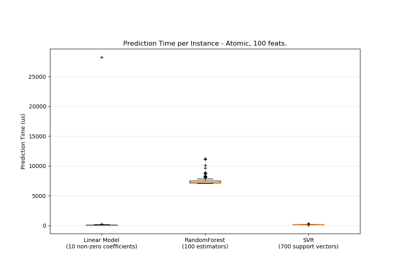 Prediction Time per Instance - Atomic, 100 feats.
Prediction Time (us)
25000
20000
15000
10000
5000
0
Linear Model
(10 non-zero coefficients)
RandomForest
(100 estimators)
SVR
(700 support vectors)